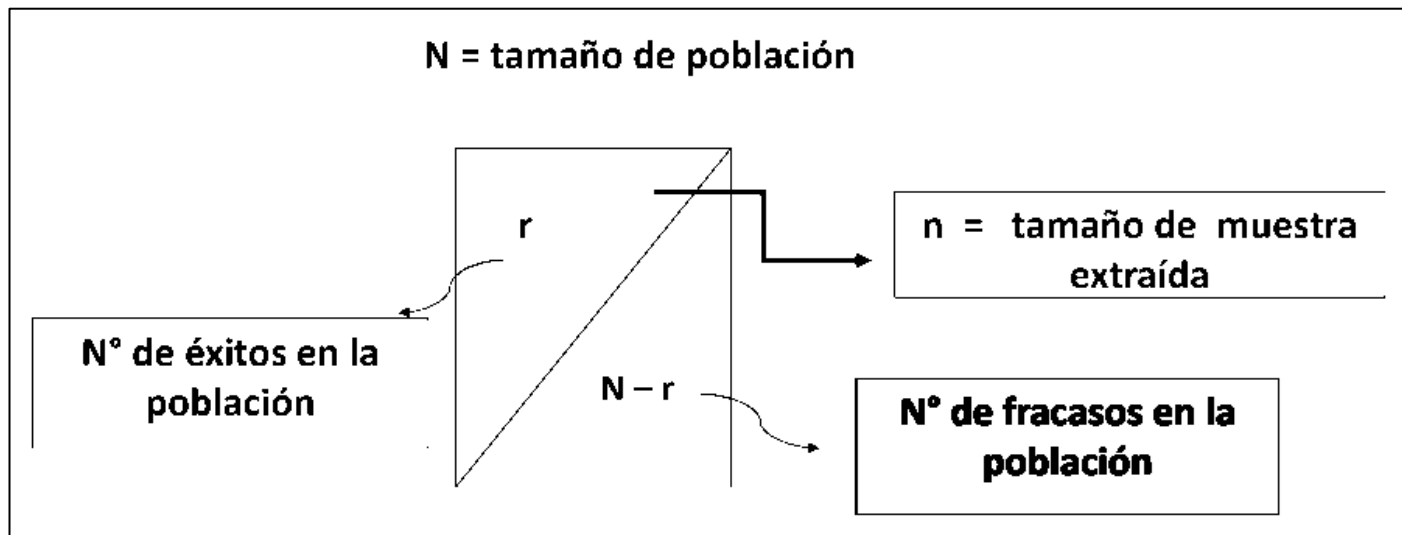 N = tamaño de población
r
n = tamaño de muestra
extraída
N° de éxitos en la
población
N – r
N° de fracasos en la
población